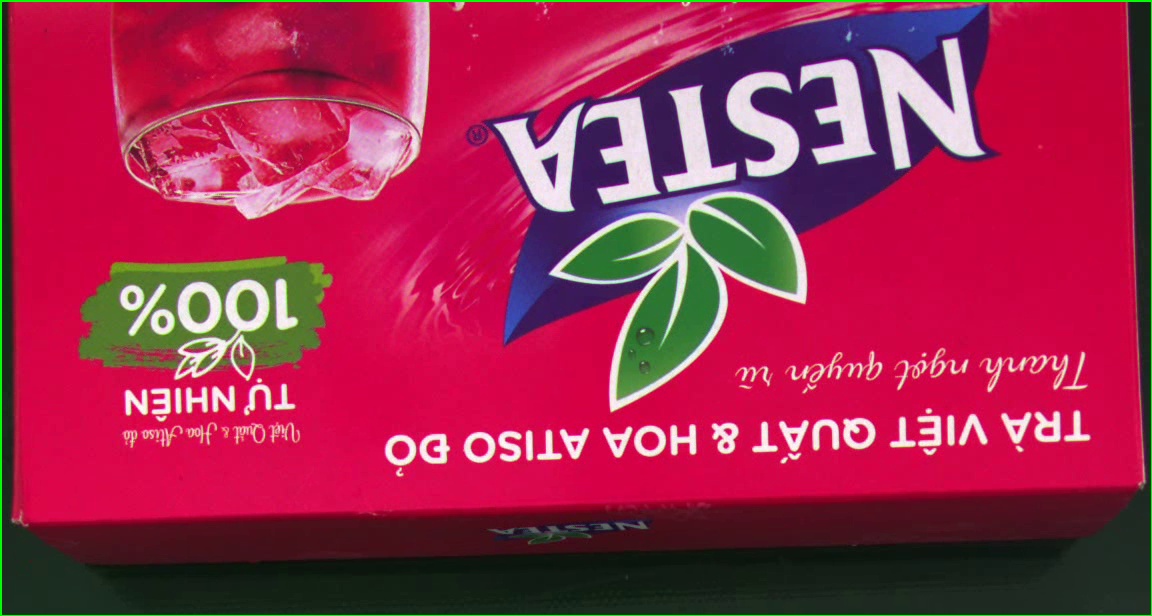 TRÀ VIỆT QUẤT & HOA ATISO ĐỎ
Thanh ngọt quyến rũ
NESTEA®
Việt Quất & Hoa Atiso đỏ
TỰ NHIÊN
100%
NESTEA